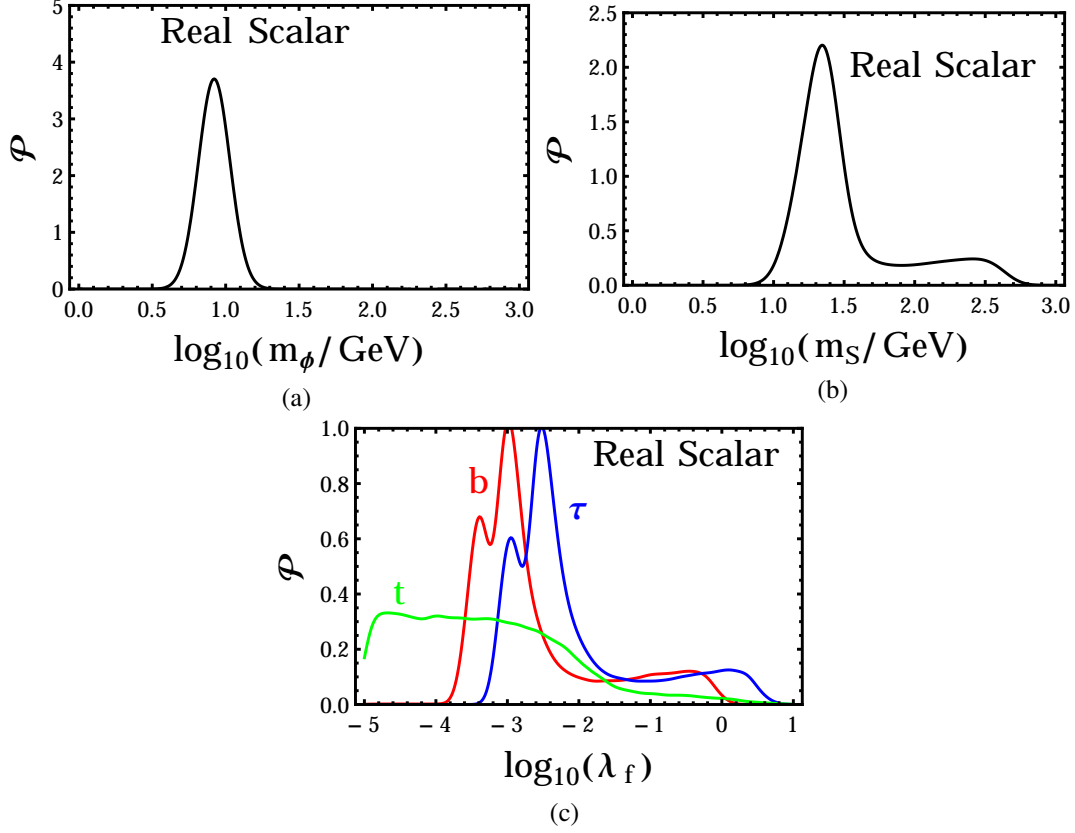 Real Scalar
5
4
3
2
1
0
𝒫
0.0 0.5 1.0 1.5 2.0 2.5 3.0
log10(mϕ/GeV)
(a)
Real Scalar
2.5
2.0
1.5
1.0
0.5
0.0
𝒫
0.0 0.5 1.0 1.5 2.0 2.5 3.0
log10(mS/GeV)
(b)
Real Scalar
b
τ
t
1.0
0.8
0.6
0.4
0.2
0.0
𝒫
-5 -4 -3 -2 -1 0 1
log10(λf)
(c)